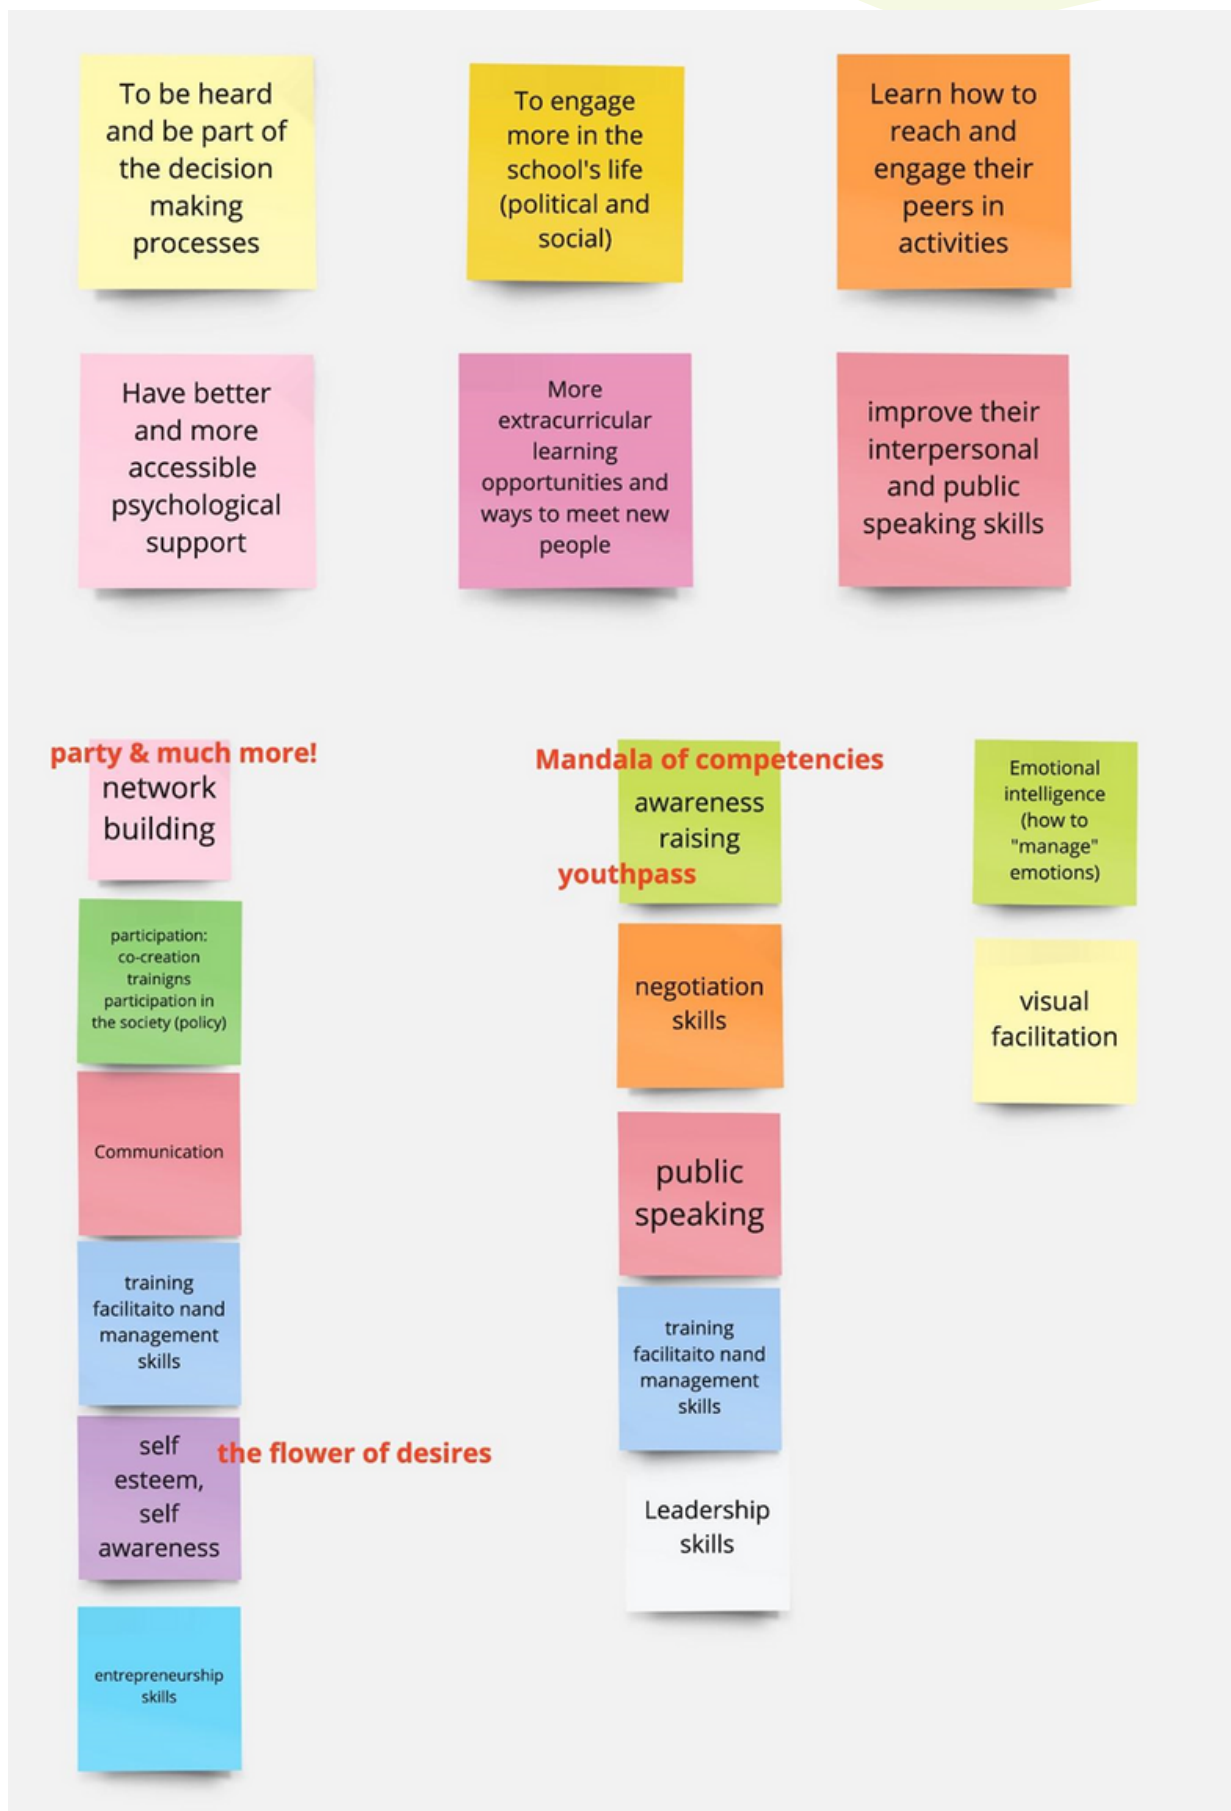 To be heard
and be part of
the decision
making
processes
To engage
more in the
school's life
(political and
social)
Learn how to
reach and
engage their
peers in
activities
Have better
and more
accessible
psychological
support
More
extracurricular
learning
opportunities and
ways to meet new
people
improve their
interpersonal
and public
speaking skills
party & much more!
network
building
participation:
co-creation
trainigns
participation in
the society (policy)
Communication
training
facilitaito nand
management
skills
self
esteem,
self
awareness
the flower of desires
entrepreneurship
skills
Mandala of competencies
awareness
raising
youthpass
negotiation
skills
public
speaking
training
facilitaito nand
management
skills
Leadership
skills
Emotional
intelligence
(how to
"manage"
emotions)
visual
facilitation